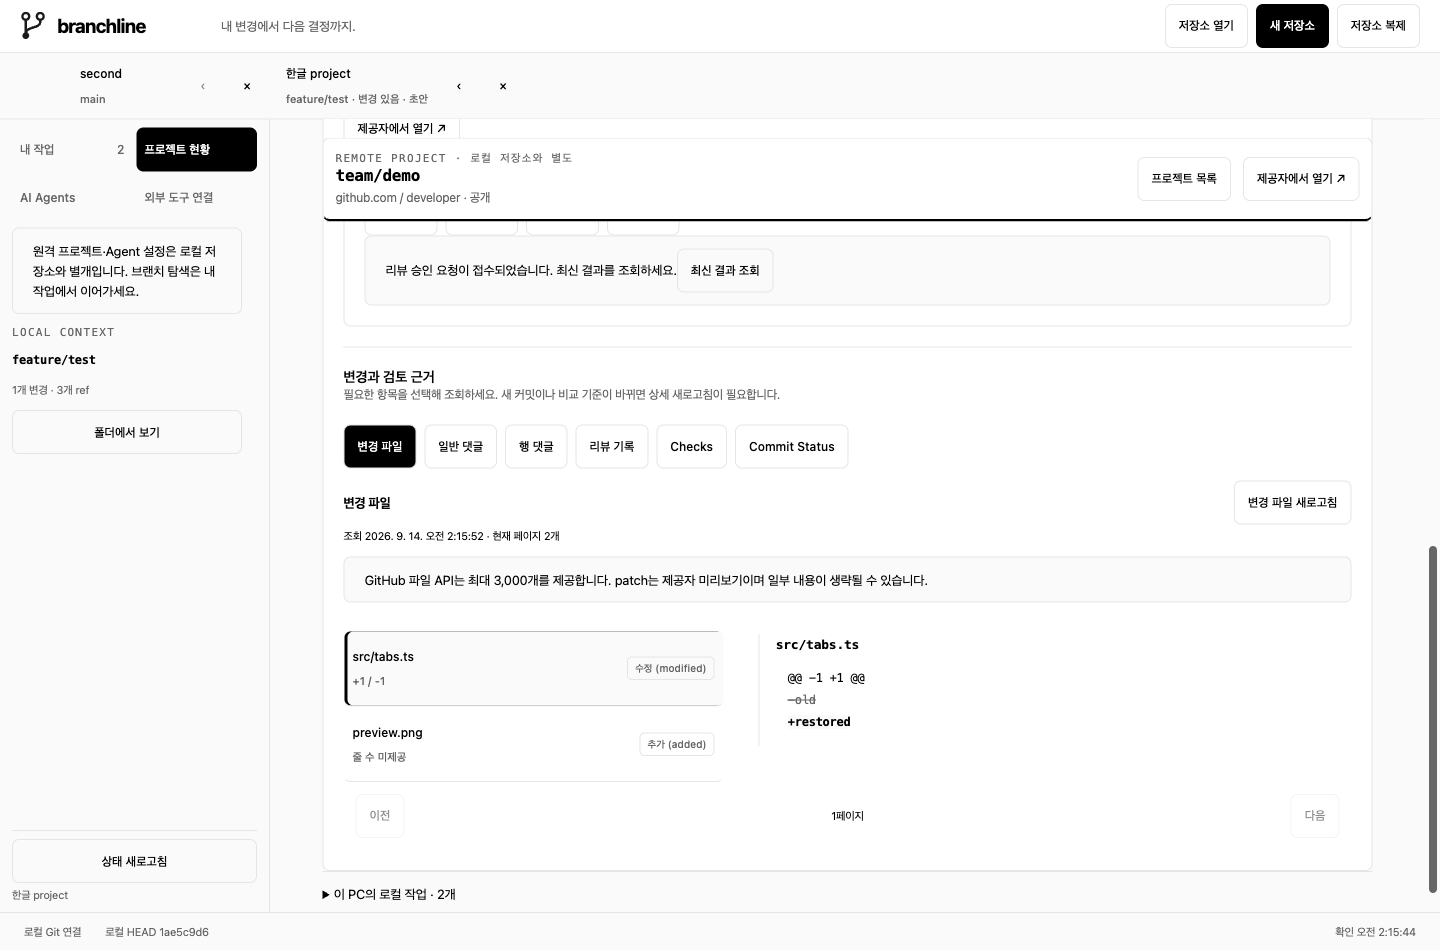 branchline
내 변경에서 다음 결정까지.
저장소 열기
새 저장소
저장소 복제
second
main
‹
×
한글 project
feature/test · 변경 있음 · 초안
‹
×
내 작업
2
프로젝트 현황
AI Agents
외부 도구 연결
원격 프로젝트·Agent 설정은 로컬 저
장소와 별개입니다. 브랜치 탐색은 내
작업에서 이어가세요.
LOCAL CONTEXT
feature/test
1개 변경 · 3개 ref
폴더에서 보기
상태 새로고침
한글 project
제공자에서 열기 ↗
REMOTE PROJECT · 로컬 저장소와 별도
team/demo
github.com / developer · 공개
프로젝트 목록
제공자에서 열기 ↗
리뷰 승인 요청이 접수되었습니다. 최신 결과를 조회하세요.
최신 결과 조회
변경과 검토 근거
필요한 항목을 선택해 조회하세요. 새 커밋이나 비교 기준이 바뀌면 상세 새로고침이 필요합니다.
변경 파일
일반 댓글
행 댓글
리뷰 기록
Checks
Commit Status
변경 파일
변경 파일 새로고침
조회 2026. 9. 14. 오전 2:15:52 · 현재 페이지 2개
GitHub 파일 API는 최대 3,000개를 제공합니다. patch는 제공자 미리보기이며 일부 내용이 생략될 수 있습니다.
src/tabs.ts
+1 / -1
수정 (modified)
preview.png
줄 수 미제공
추가 (added)
src/tabs.ts
@@ -1 +1 @@
-old
+restored
이전
1페이지
다음
▶ 이 PC의 로컬 작업 · 2개
로컬 Git 연결
로컬 HEAD 1ae5c9d6
확인 오전 2:15:44